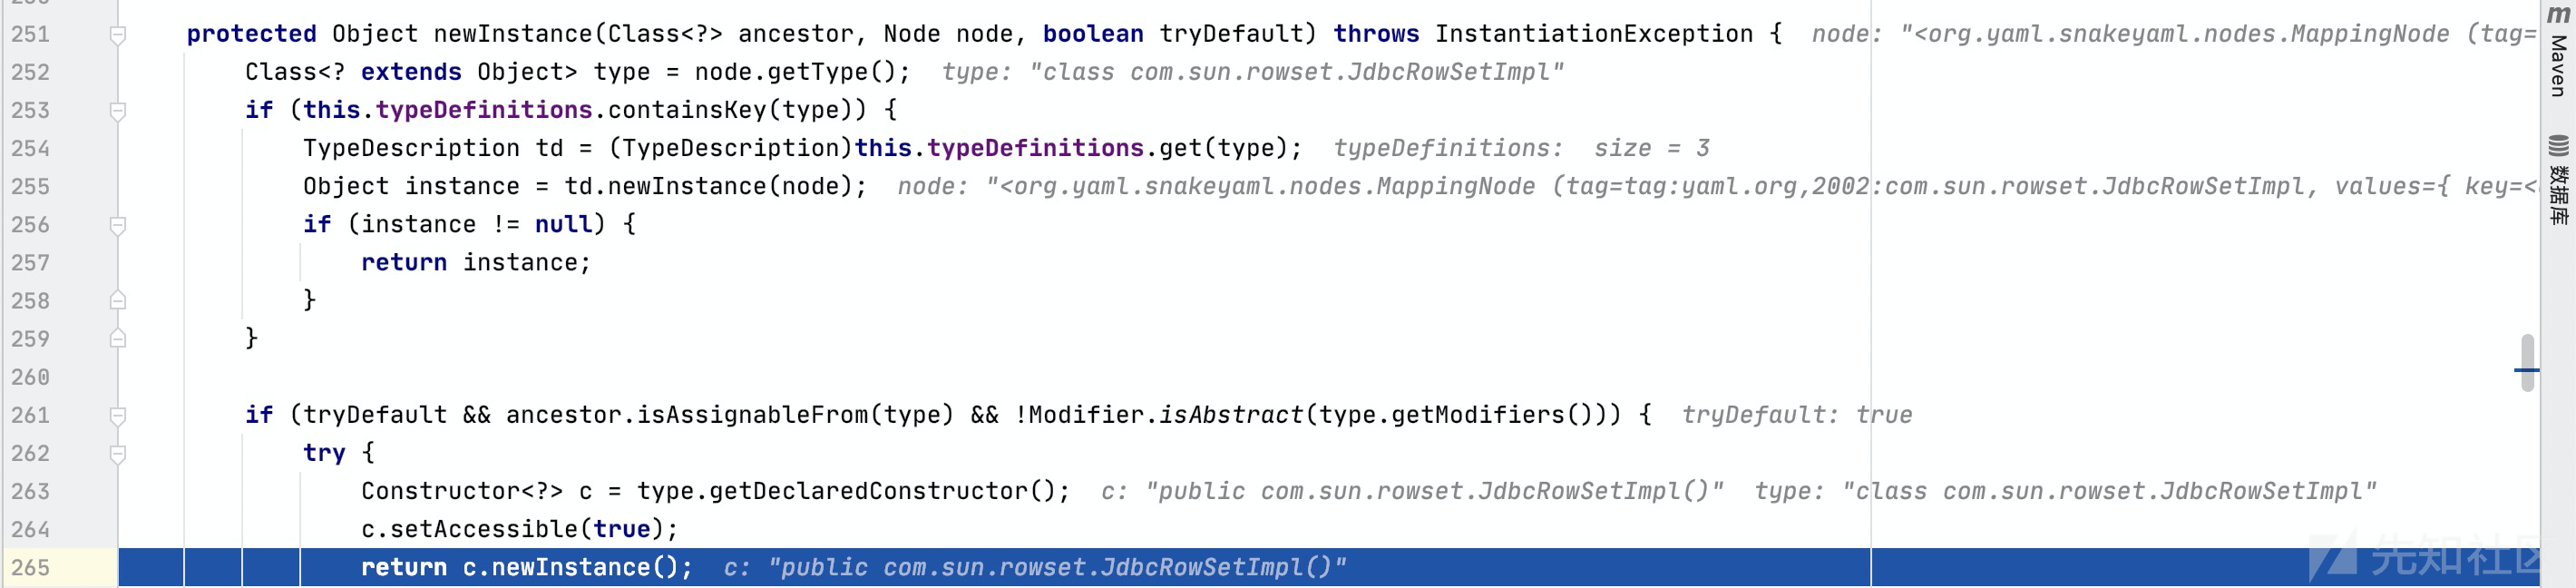 251 protected Object newInstance(Class<?> ancestor, Node node, boolean tryDefault) throws InstantiationException { node: "<org.yaml.snakeyaml.nodes.MappingNode (tag=
252 Class<? extends Object> type = node.getType(); type: "class com.sun.rowset.JdbcRowSetImpl"
253 if (this.typeDefinitions.containsKey(type)) {
254 TypeDescription td = (TypeDescription)this.typeDefinitions.get(type); typeDefinitions: size = 3
255 Object instance = td.newInstance(node); node: "<org.yaml.snakeyaml.nodes.MappingNode (tag=tag:yaml.org,2002:com.sun.rowset.JdbcRowSetImpl, values={ key=<
256 if (instance != null) {
257 return instance;
258 }
259 }
260
261 if (tryDefault && ancestor.isAssignableFrom(type) && !Modifier.isAbstract(type.getModifiers())) { tryDefault: true
262 try {
263 Constructor<?> c = type.getDeclaredConstructor(); c: "public com.sun.rowset.JdbcRowSetImpl()" type: "class com.sun.rowset.JdbcRowSetImpl"
264 c.setAccessible(true);
265 return c.newInstance(); c: "public com.sun.rowset.JdbcRowSetImpl()"
m Maven
数据库
先知社区